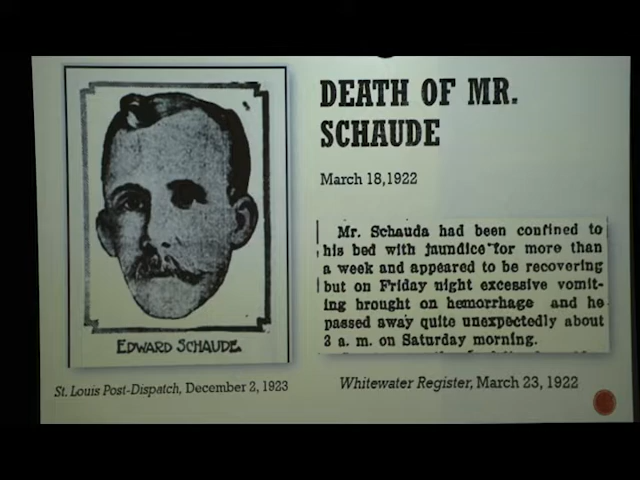 DEATH OF MR.
SCHAUDE
March 18,1922
Mr. Schauda had been confined to
his bed with jaundice for more than
a week and appeared to be recovering
but on Friday night excessive vomit-
ing brought on hemorrhage and he
passed away quite unexpectedly about
3 a. m. on Saturday morning.
EDWARD SCHAUDE.
St. Louis Post-Dispatch, December 2, 1923
Whitewater Register, March 23, 1922